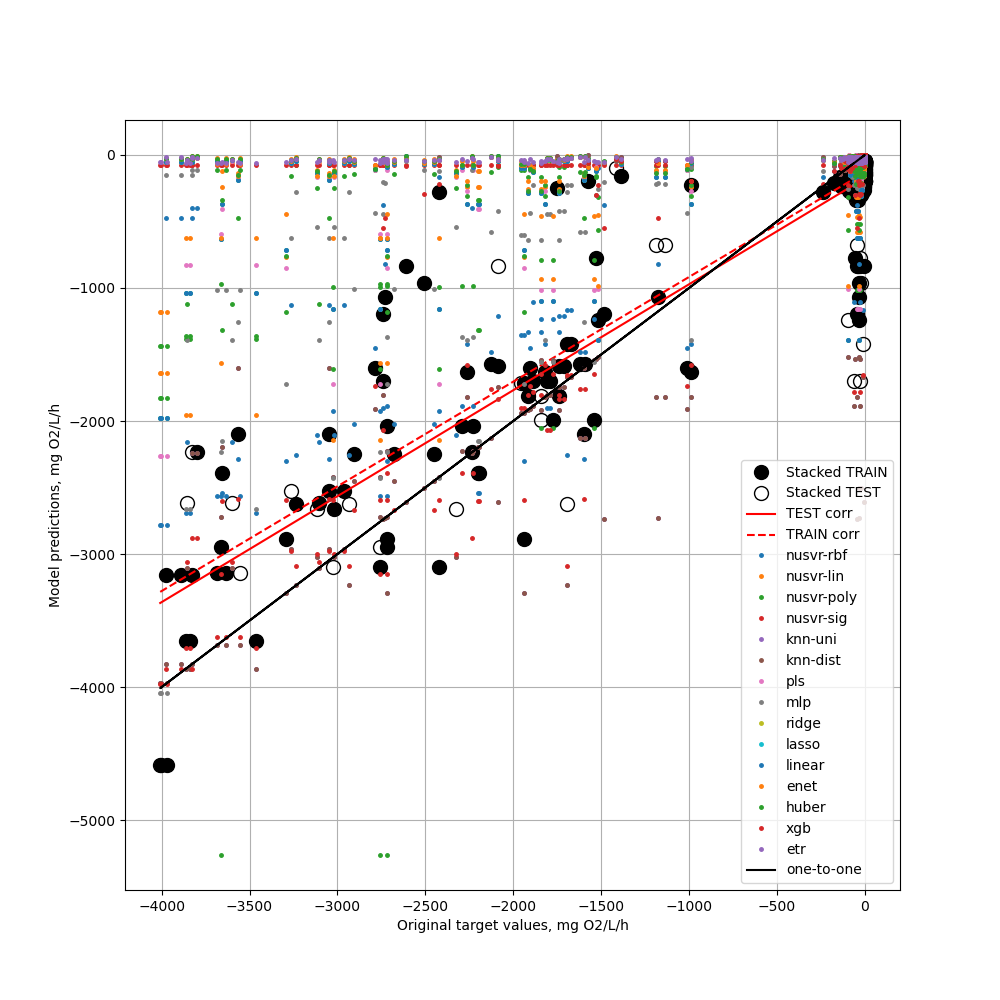 0
−1000
−2000
−3000
−4000
−5000
Model predictions, mg O2/L/h
Stacked TRAIN
Stacked TEST
TEST corr
TRAIN corr
nusvr-rbf
nusvr-lin
nusvr-poly
nusvr-sig
knn-uni
knn-dist
pls
mlp
ridge
lasso
linear
enet
huber
xgb
etr
one-to-one
−4000 −3500 −3000 −2500 −2000 −1500 −1000 −500 0
Original target values, mg O2/L/h